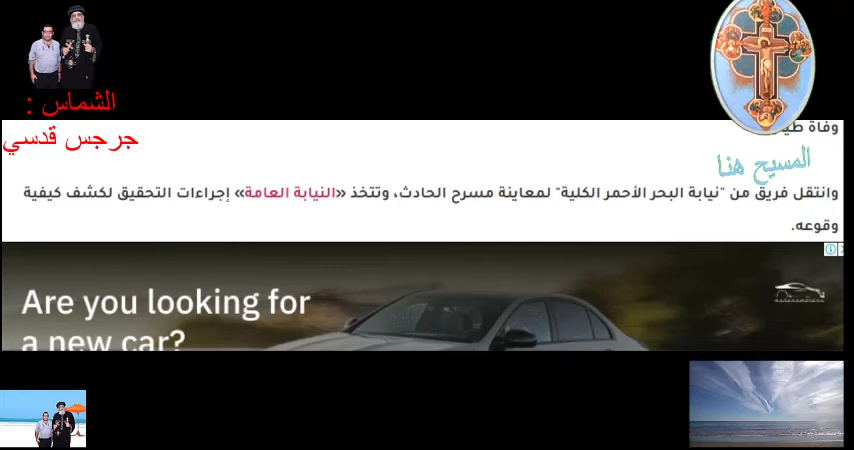 الشماس :
جرجس قدسي
وفاة
المسيح هنا
وانتقل فريق من "نيابة البحر الأحمر الكلية" لمعاينة مسرح الحادث، وتتخذ «النيابة العامة» إجراءات التحقيق لكشف كيفية
وقوعه.
Are you looking for
a new car?